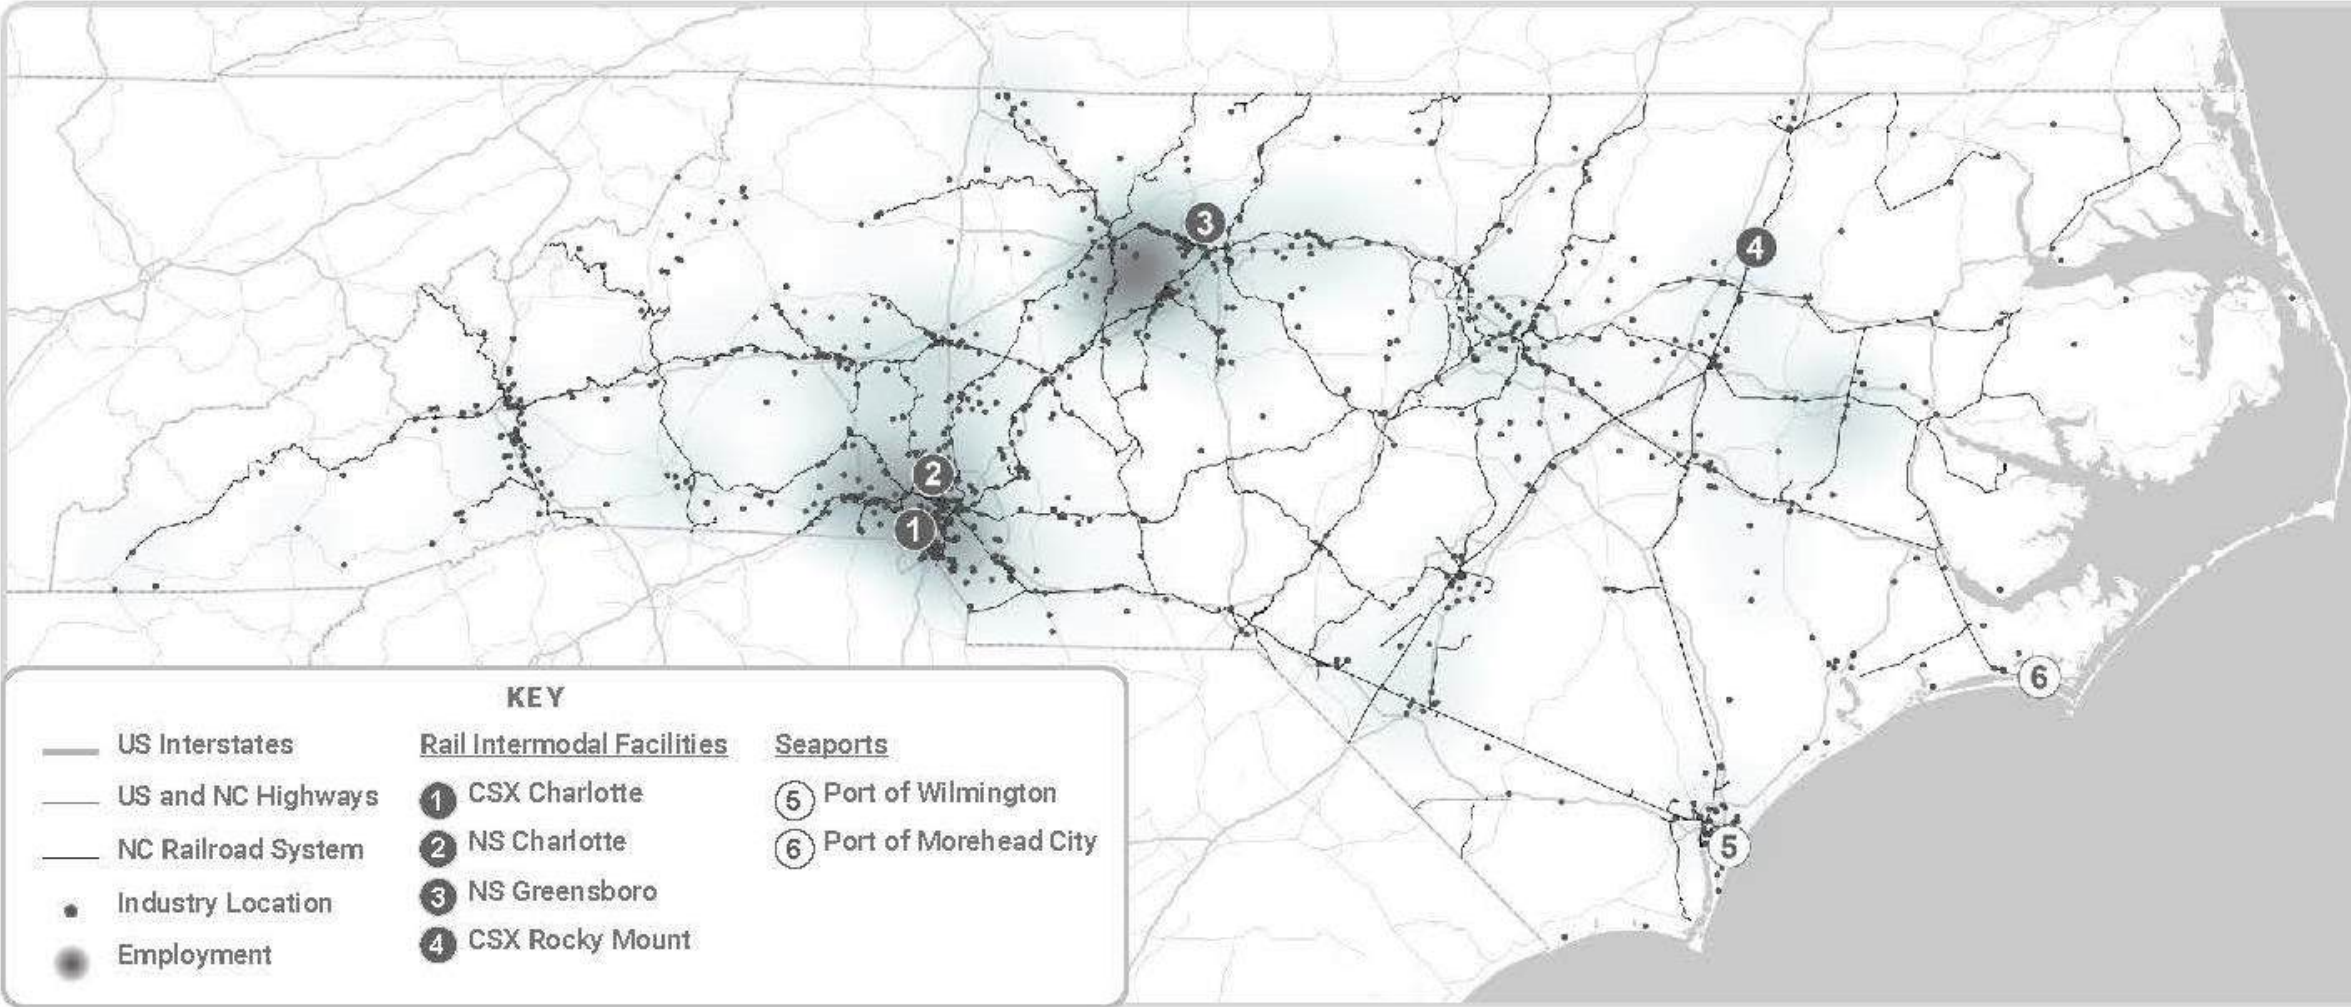 3
4
2
1
6
5
KEY
US Interstates
US and NC Highways
NC Railroad System
Industry Location
Employment
Rail Intermodal Facilities
1 CSX Charlotte
2 NS Charlotte
3 NS Greensboro
4 CSX Rocky Mount
Seaports
5 Port of Wilmington
6 Port of Morehead City